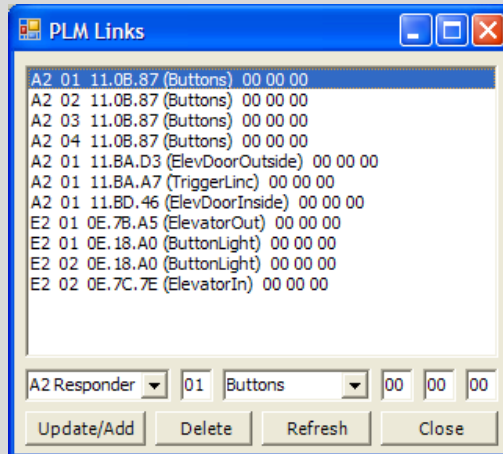 PLM Links
A2 01 11.0B.87 (Buttons) 00 00 00
A2 02 11.0B.87 (Buttons) 00 00 00
A2 03 11.0B.87 (Buttons) 00 00 00
A2 04 11.0B.87 (Buttons) 00 00 00
A2 01 11.BA.D3 (ElevDoorOutside) 00 00 00
A2 01 11.BA.A7 (TriggerLinc) 00 00 00
A2 01 11.BD.46 (ElevDoorInside) 00 00 00
E2 01 0E.7B.A5 (ElevatorOut) 00 00 00
E2 01 0E.18.A0 (ButtonLight) 00 00 00
E2 02 0E.18.A0 (ButtonLight) 00 00 00
E2 02 0E.7C.7E (ElevatorIn) 00 00 00
A2 Responder 01 Buttons 00 00 00
Update/Add Delete Refresh Close